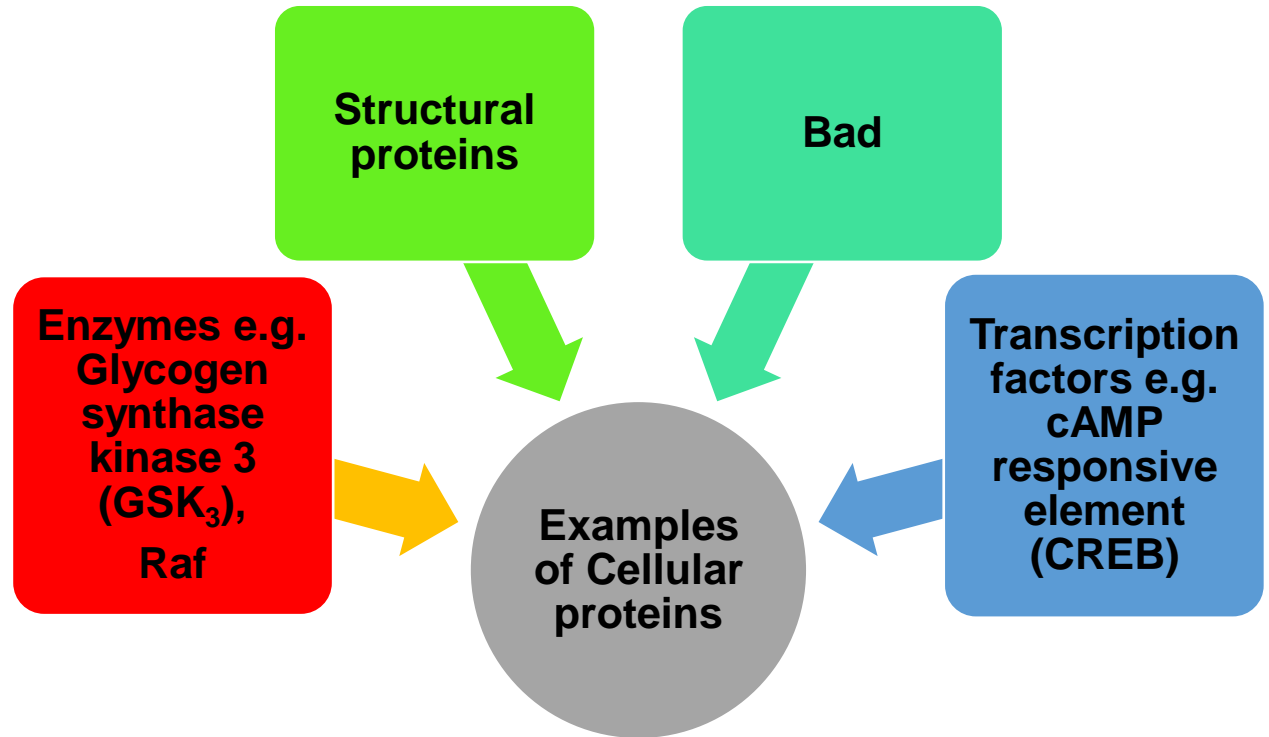 Structural
proteins
Bad
Enzymes e.g.
Glycogen
synthase
kinase 3
(GSK₃),
Raf
Transcription
factors e.g.
cAMP
responsive
element
(CREB)
Examples
of Cellular
proteins